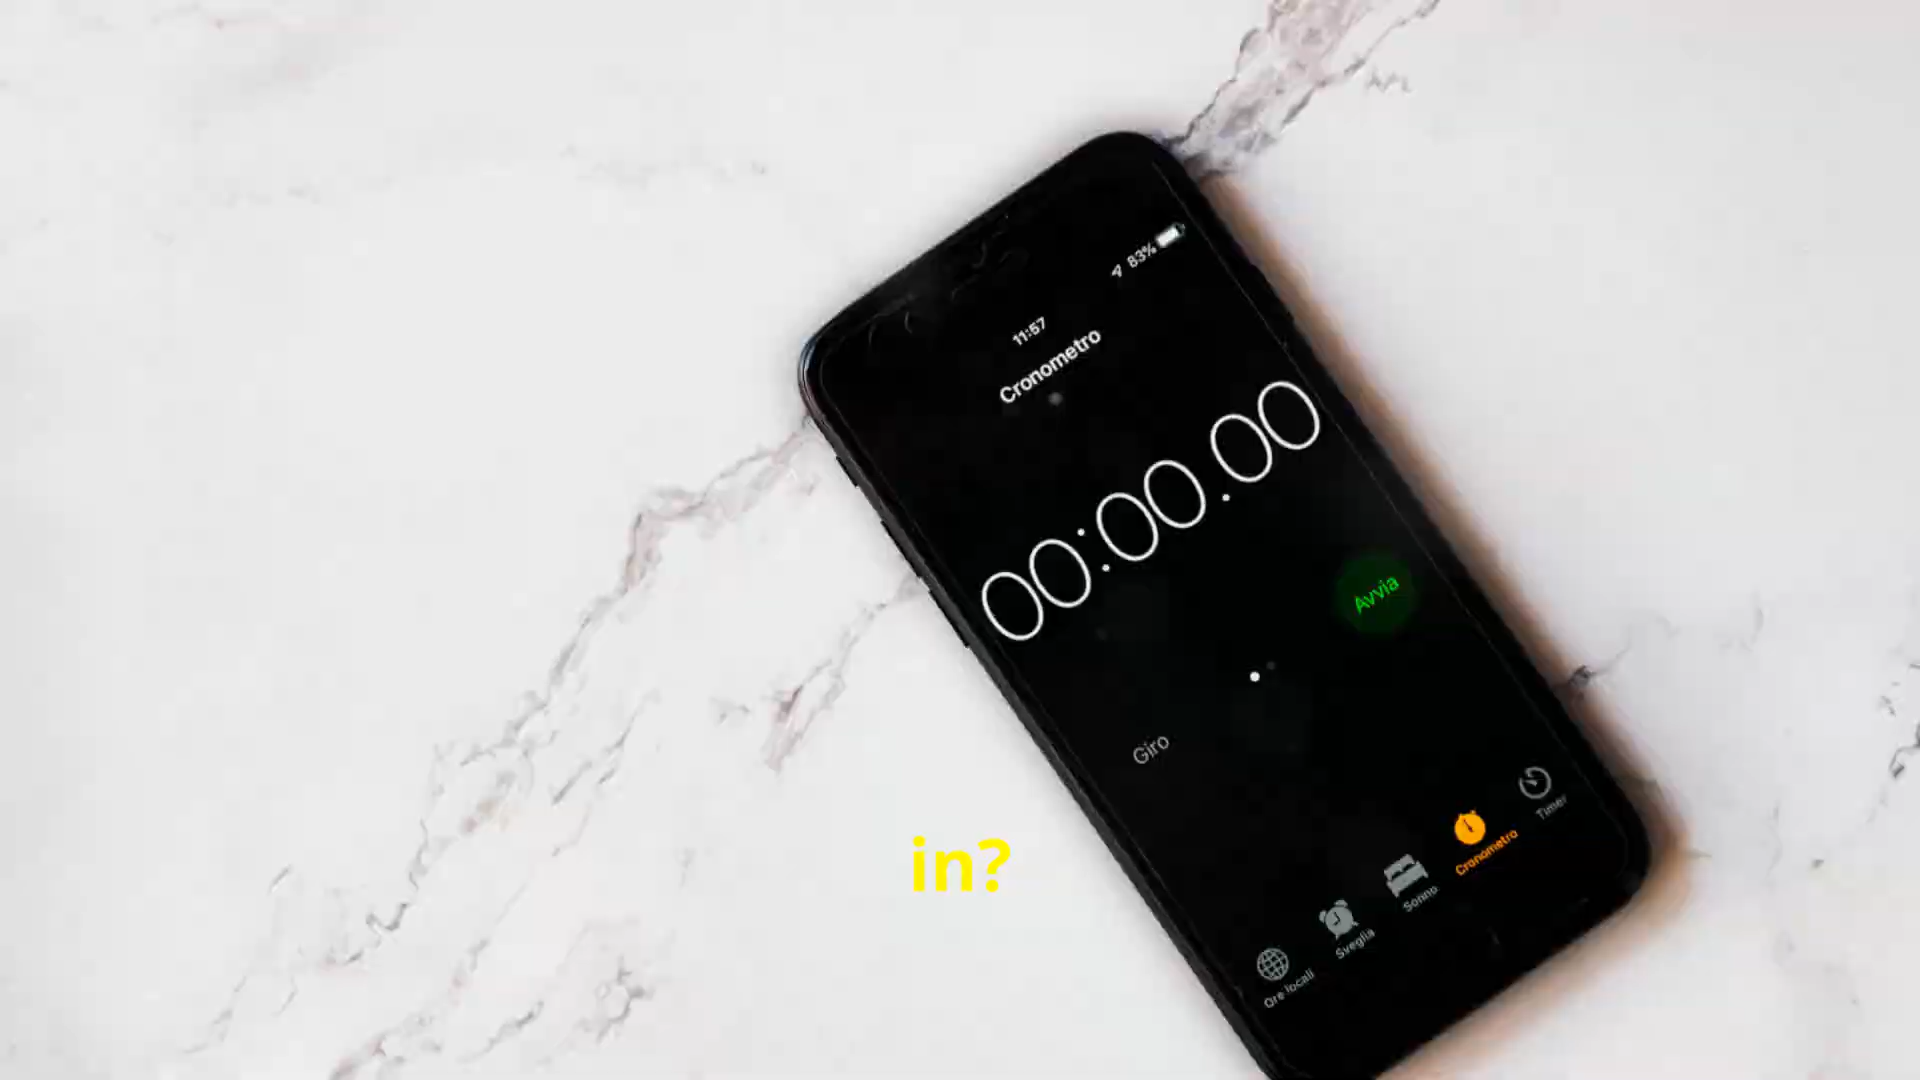 83%
11:57
Cronometro
00:00.00
Avvia
Giro
Ore locali
Sveglia
Sonno
Cronometro
Timer
in?